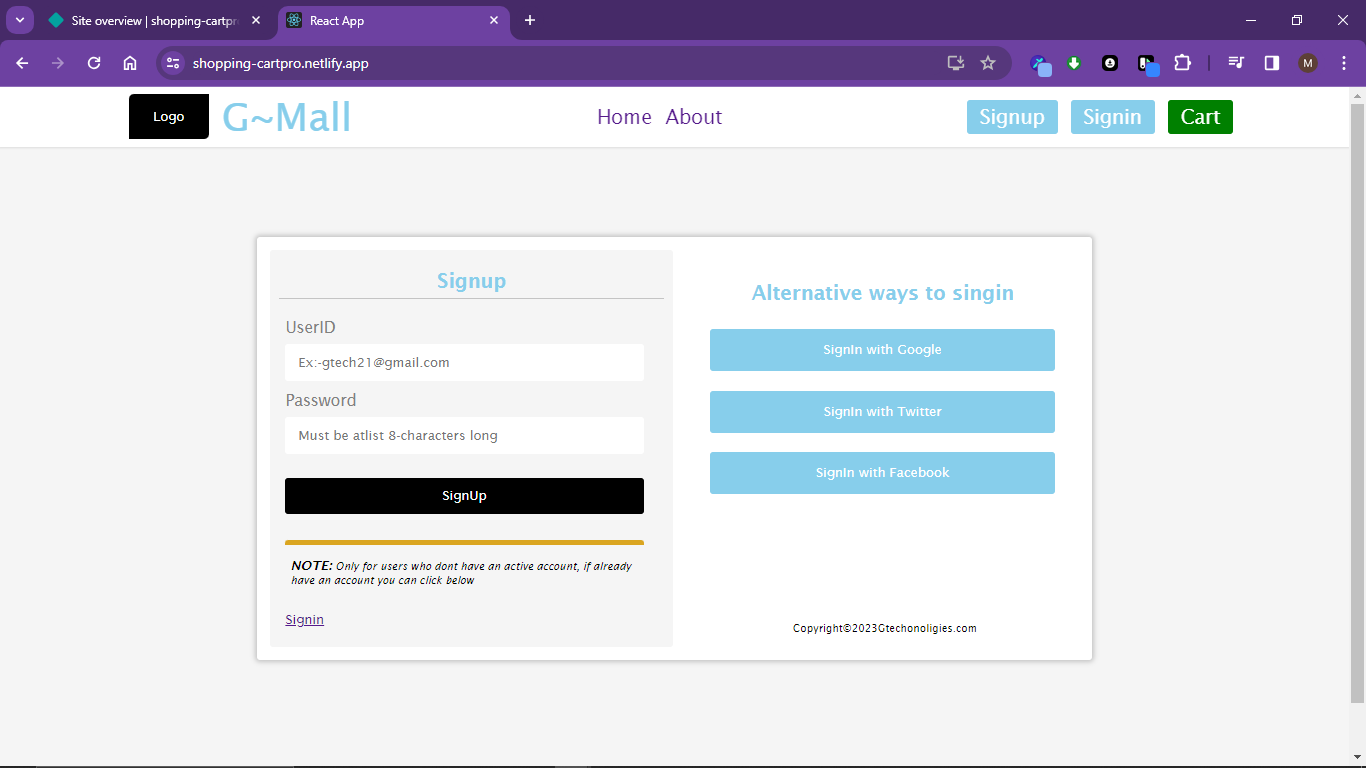 Site overview | shopping-cartpr
React App
shopping-cartpro.netlify.app
M
Logo
G~Mall
Home About
Signup Signin Cart
Signup
UserID
Ex:-gtech21@gmail.com
Password
Must be atlist 8-characters long
SignUp
NOTE: Only for users who dont have an active account, if already
have an account you can click below
Signin
Alternative ways to singin
SignIn with Google
SignIn with Twitter
SignIn with Facebook
Copyright©2023Gtechonoligies.com